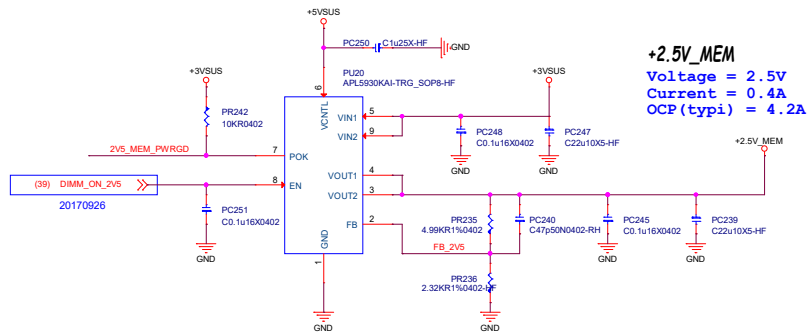 +5VSUS
PC250
C1u25X-HF
GND
PU20
APL5930KAI-TRG_SOP8-HF
+2.5V_MEM
Voltage = 2.5V
Current = 0.4A
OCP(typi) = 4.2A
+3VSUS
PR242
10KR0402
2V5_MEM_PWRGD
7
POK
6
VCNTL
VIN1
5
VIN2
9
+3VSUS
PC248
C0.1u16X0402
GND
PC247
C22u10X5-HF
GND
+2.5V_MEM
(39) DIMM_ON_2V5
20170926
8
EN
PC251
C0.1u16X0402
GND
VOUT1
4
VOUT2
3
FB
2
GND
1
GND
PR235
4.99KR1%0402
FB_2V5
PC240
C47p50N0402-RH
PC245
C0.1u16X0402
GND
PC239
C22u10X5-HF
GND
PR236
2.32KR1%0402-HF
GND